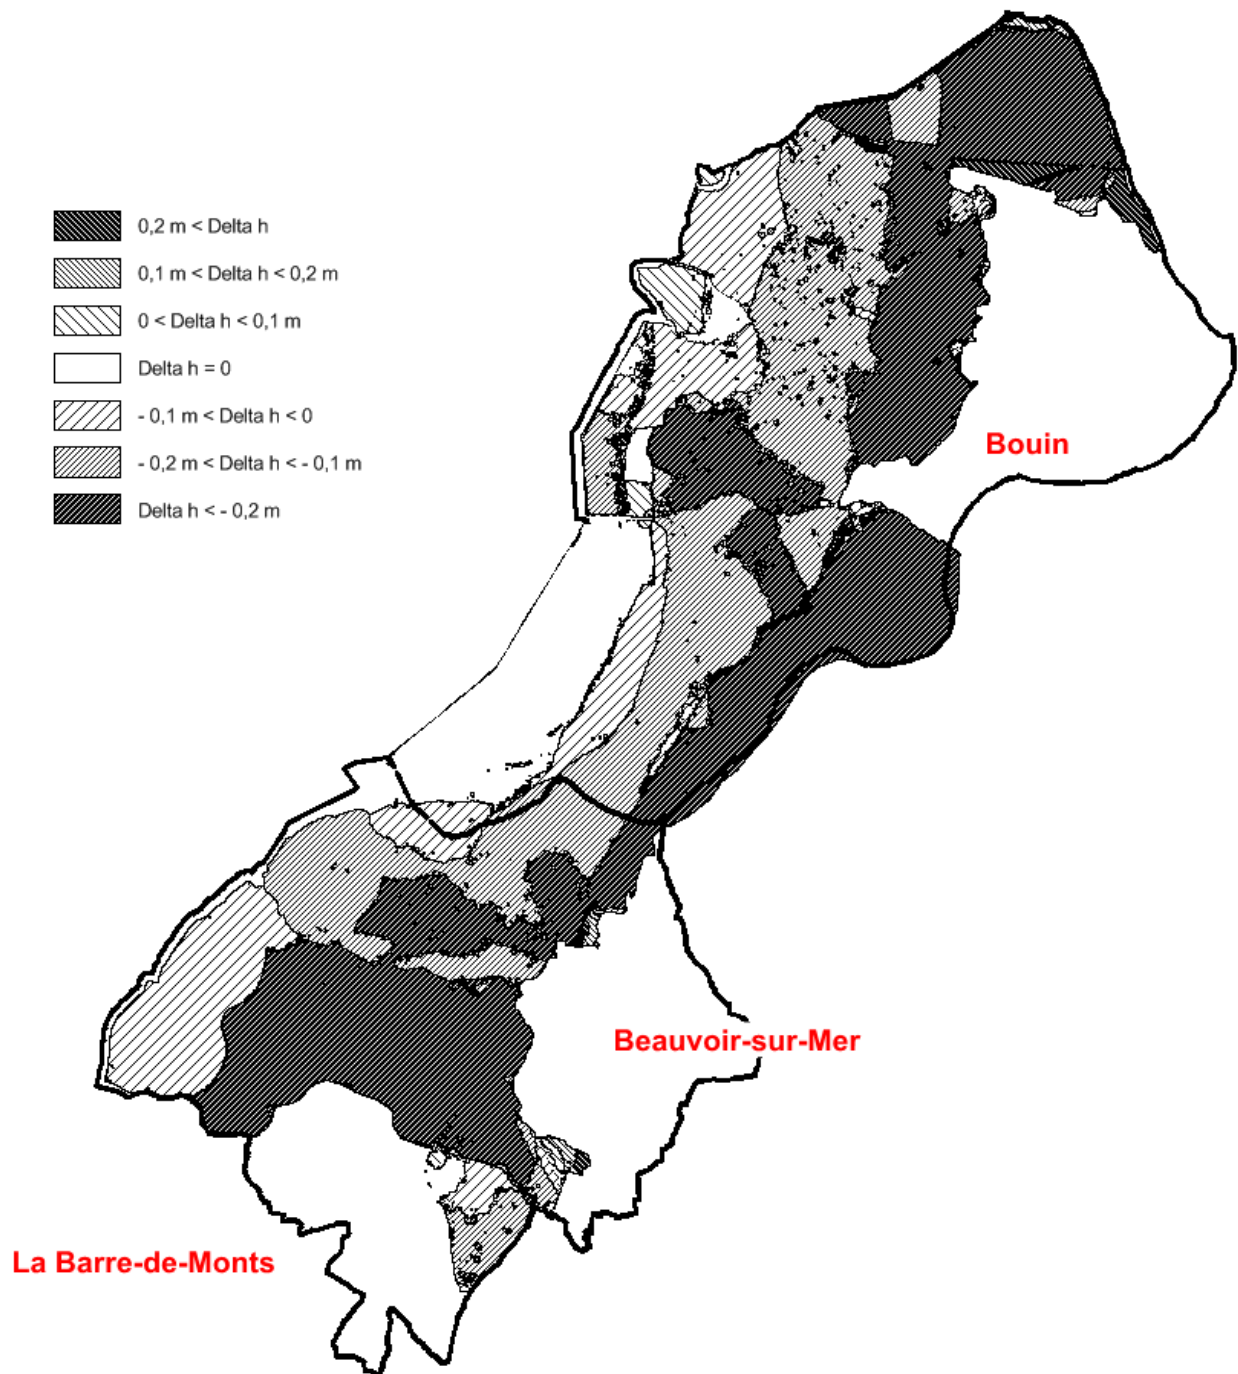 0,2 m < Delta h
0,1 m < Delta h < 0,2 m
0 < Delta h < 0,1 m
Delta h = 0
- 0,1 m < Delta h < 0
- 0,2 m < Delta h < - 0,1 m
Delta h < - 0,2 m
Bouin
Beauvoir-sur-Mer
La Barre-de-Monts